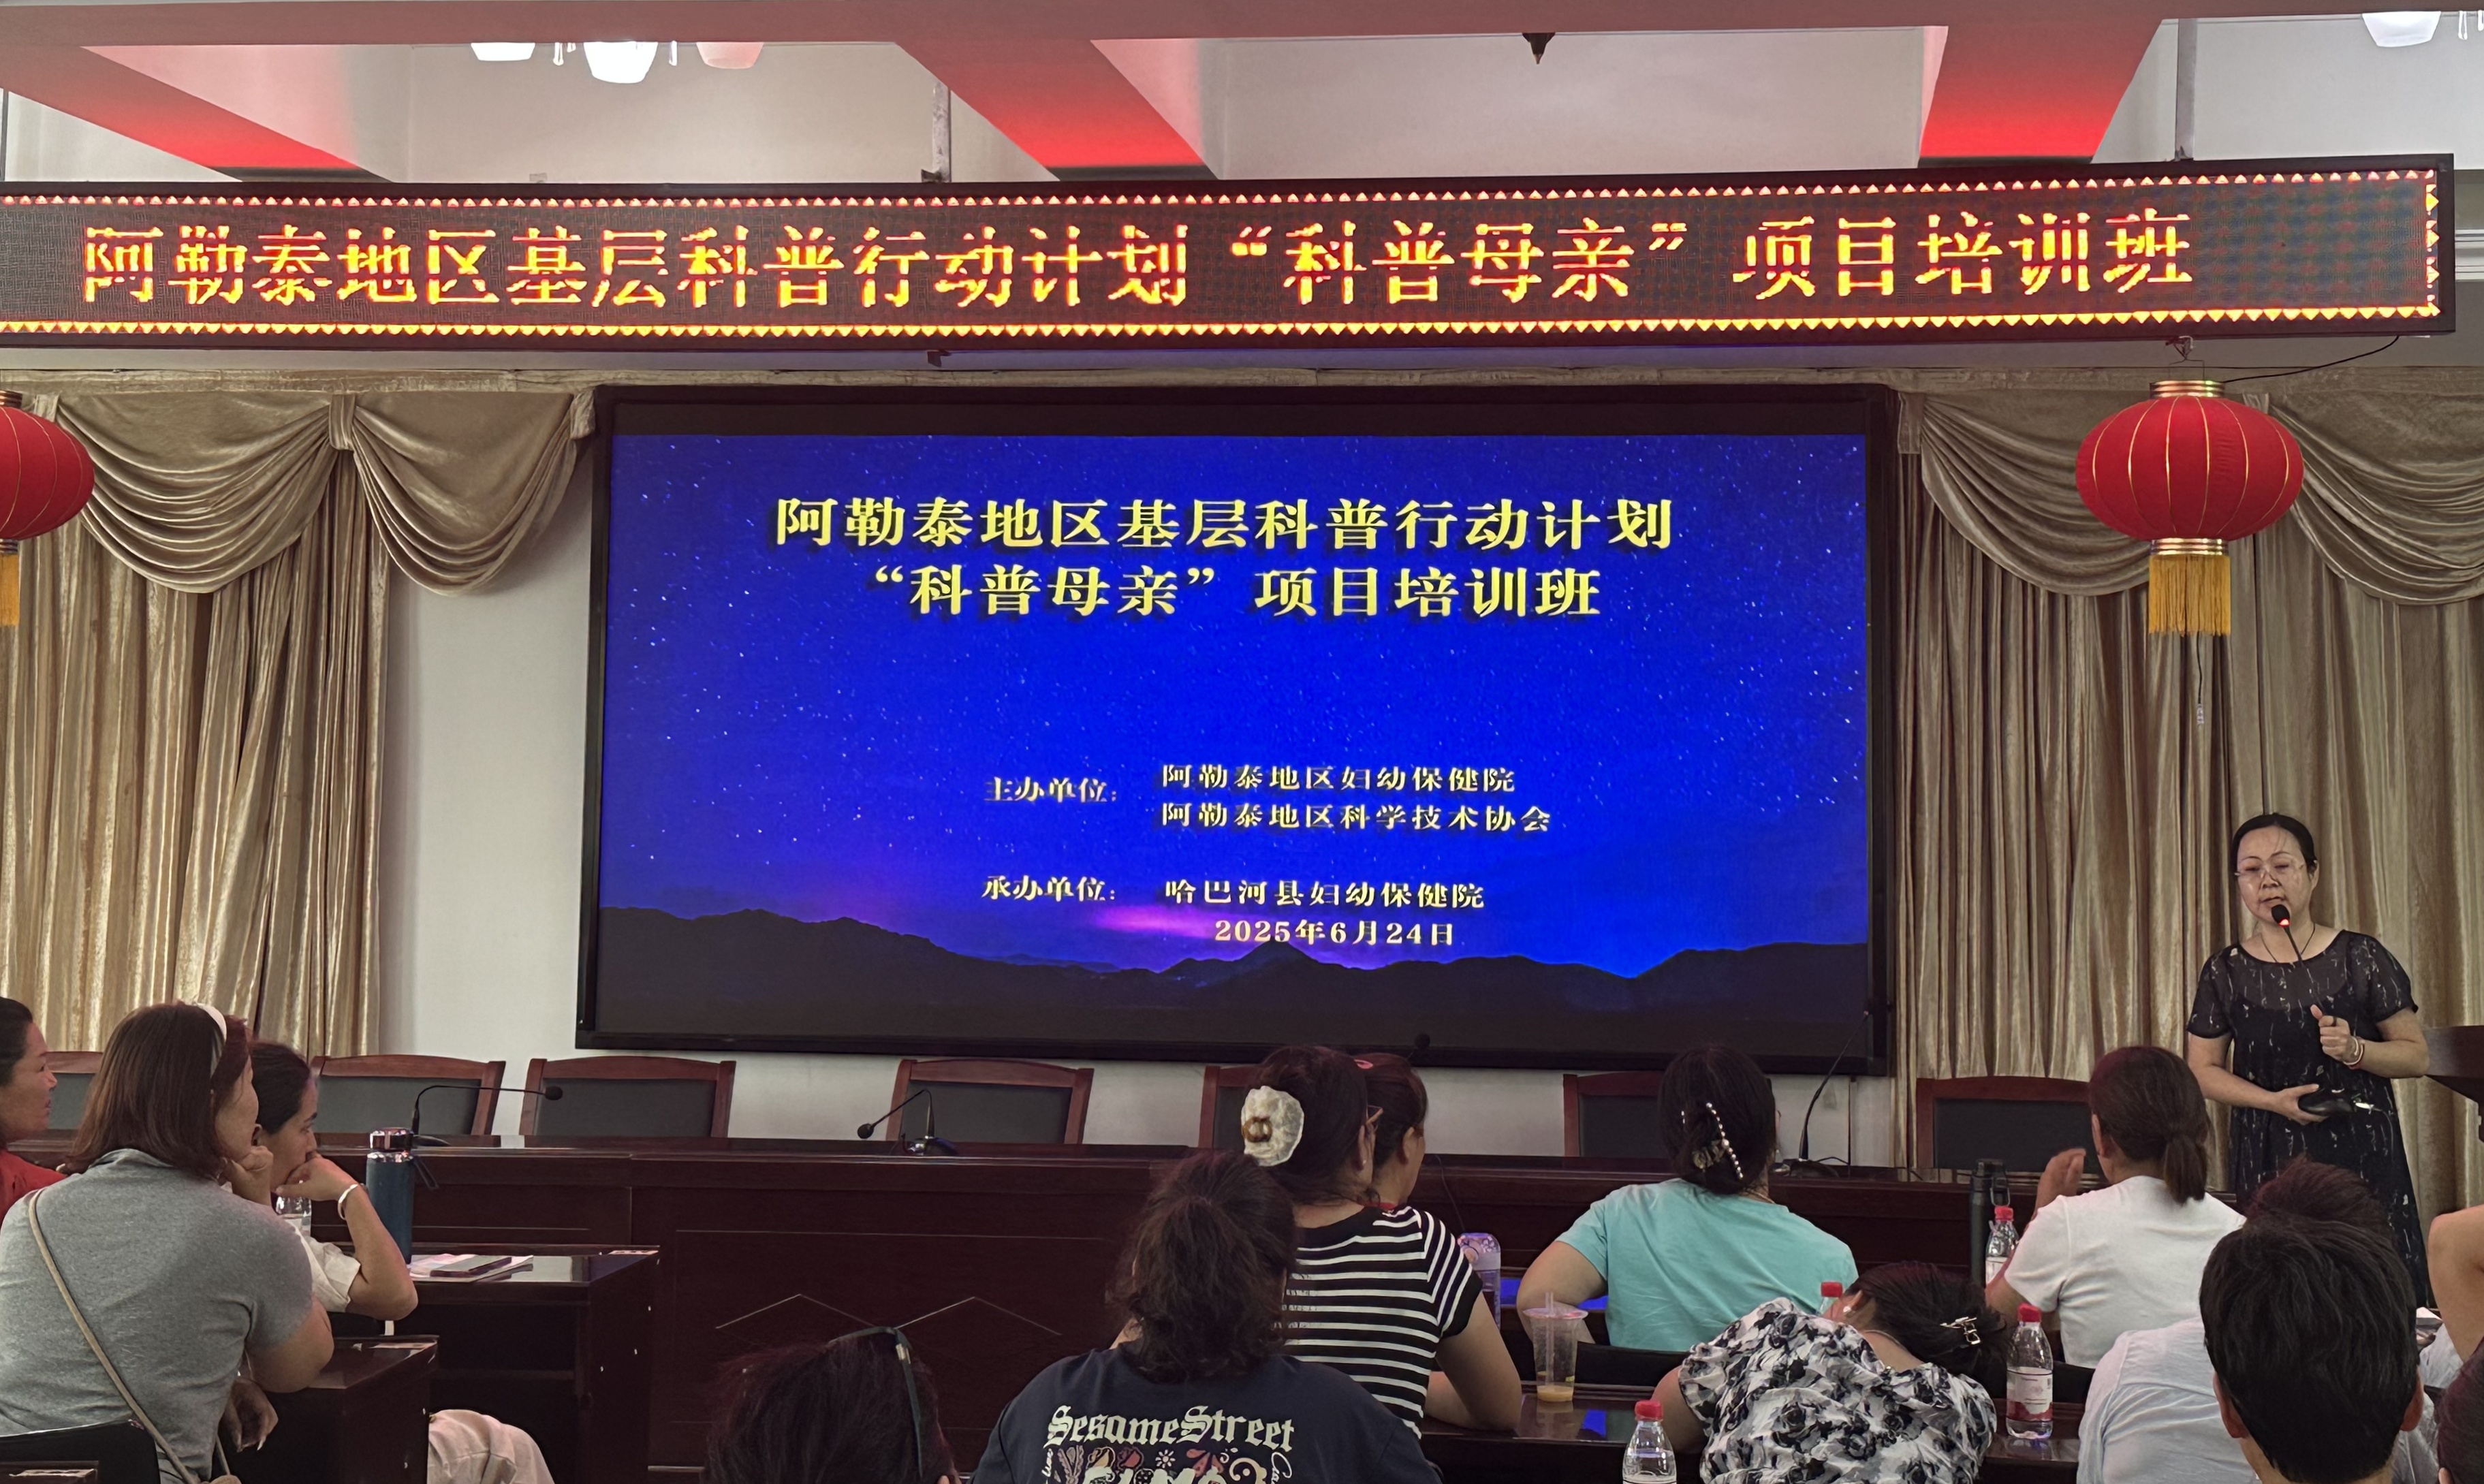 阿勒泰地区基层科普行动计划“科普母亲”项目培训班
阿勒泰地区基层科普行动计划
“科普母亲”项目培训班
主办单位：
阿勒泰地区妇幼保健院
阿勒泰地区科学技术协会
承办单位： 哈巴河县妇幼保健院
2025年6月24日
SesameStreet